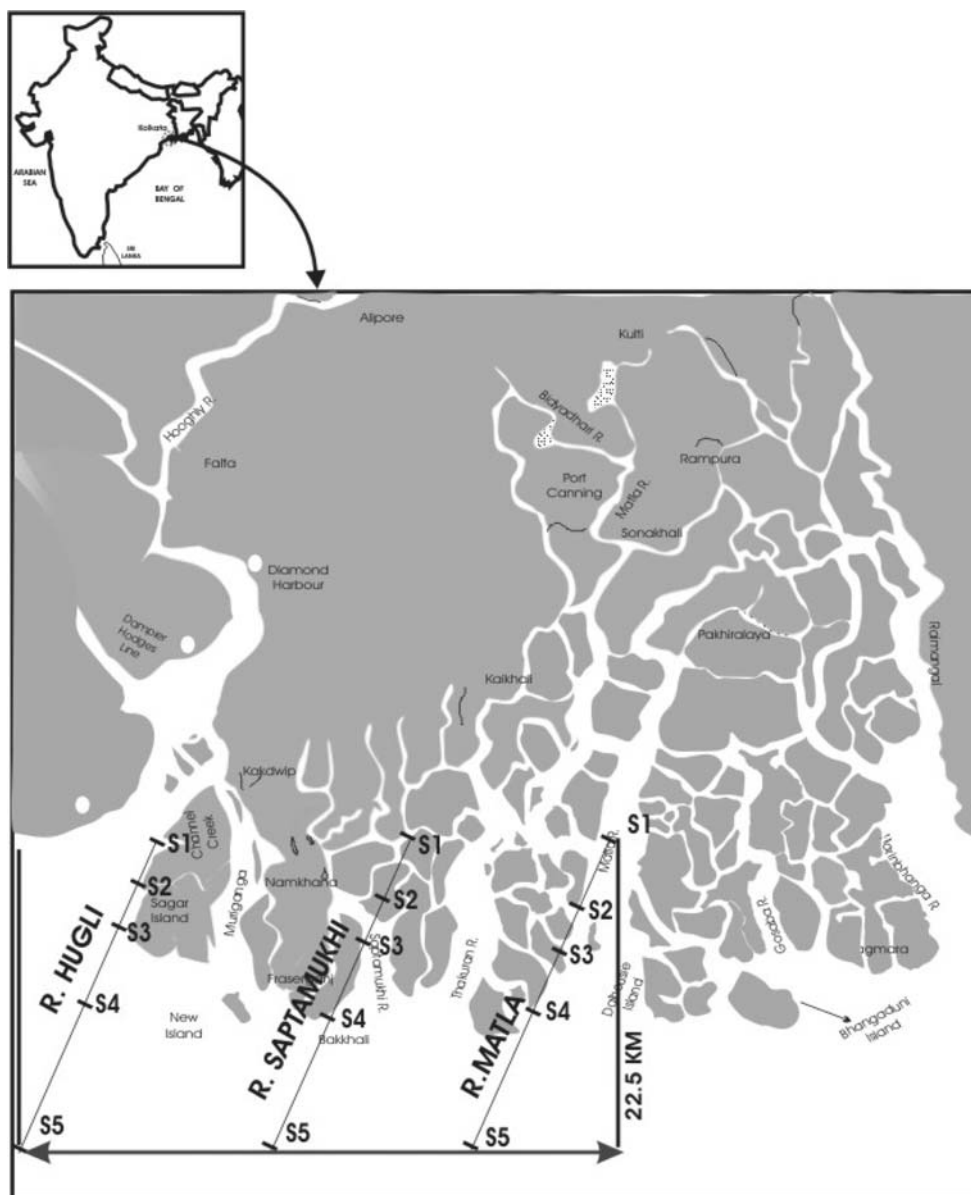 Kolkata
ARABIAN
SEA
BAY OF
BENGAL
SRI
LANKA
Alipore
Kulti
Hooghly R.
Bidyadhari R.
Falta
Rampura
Port
Canning
Matla R.
Sonakhali
Diamond
Harbour
Dampier
Hodges
Line
Pakhiralaya
Raimangal
Kaikhali
Kakdwip
Channel
Creek
S1
S1
S1
Matla R.
S2
Sagar
Island
Namkhana
S2
S2
Muriganga
Harinbhanga R.
Gosaba R.
S3
S3
S3
Saptamukhi R.
Thakuran R.
agmara
R. HUGLI
R. SAPTAMUKHI
R.MATLA
S4
S4
S4
New
Island
Bakkhali
Dalhousie
Island
Bhangaduni
Island
22.5 KM
S5
S5
S5